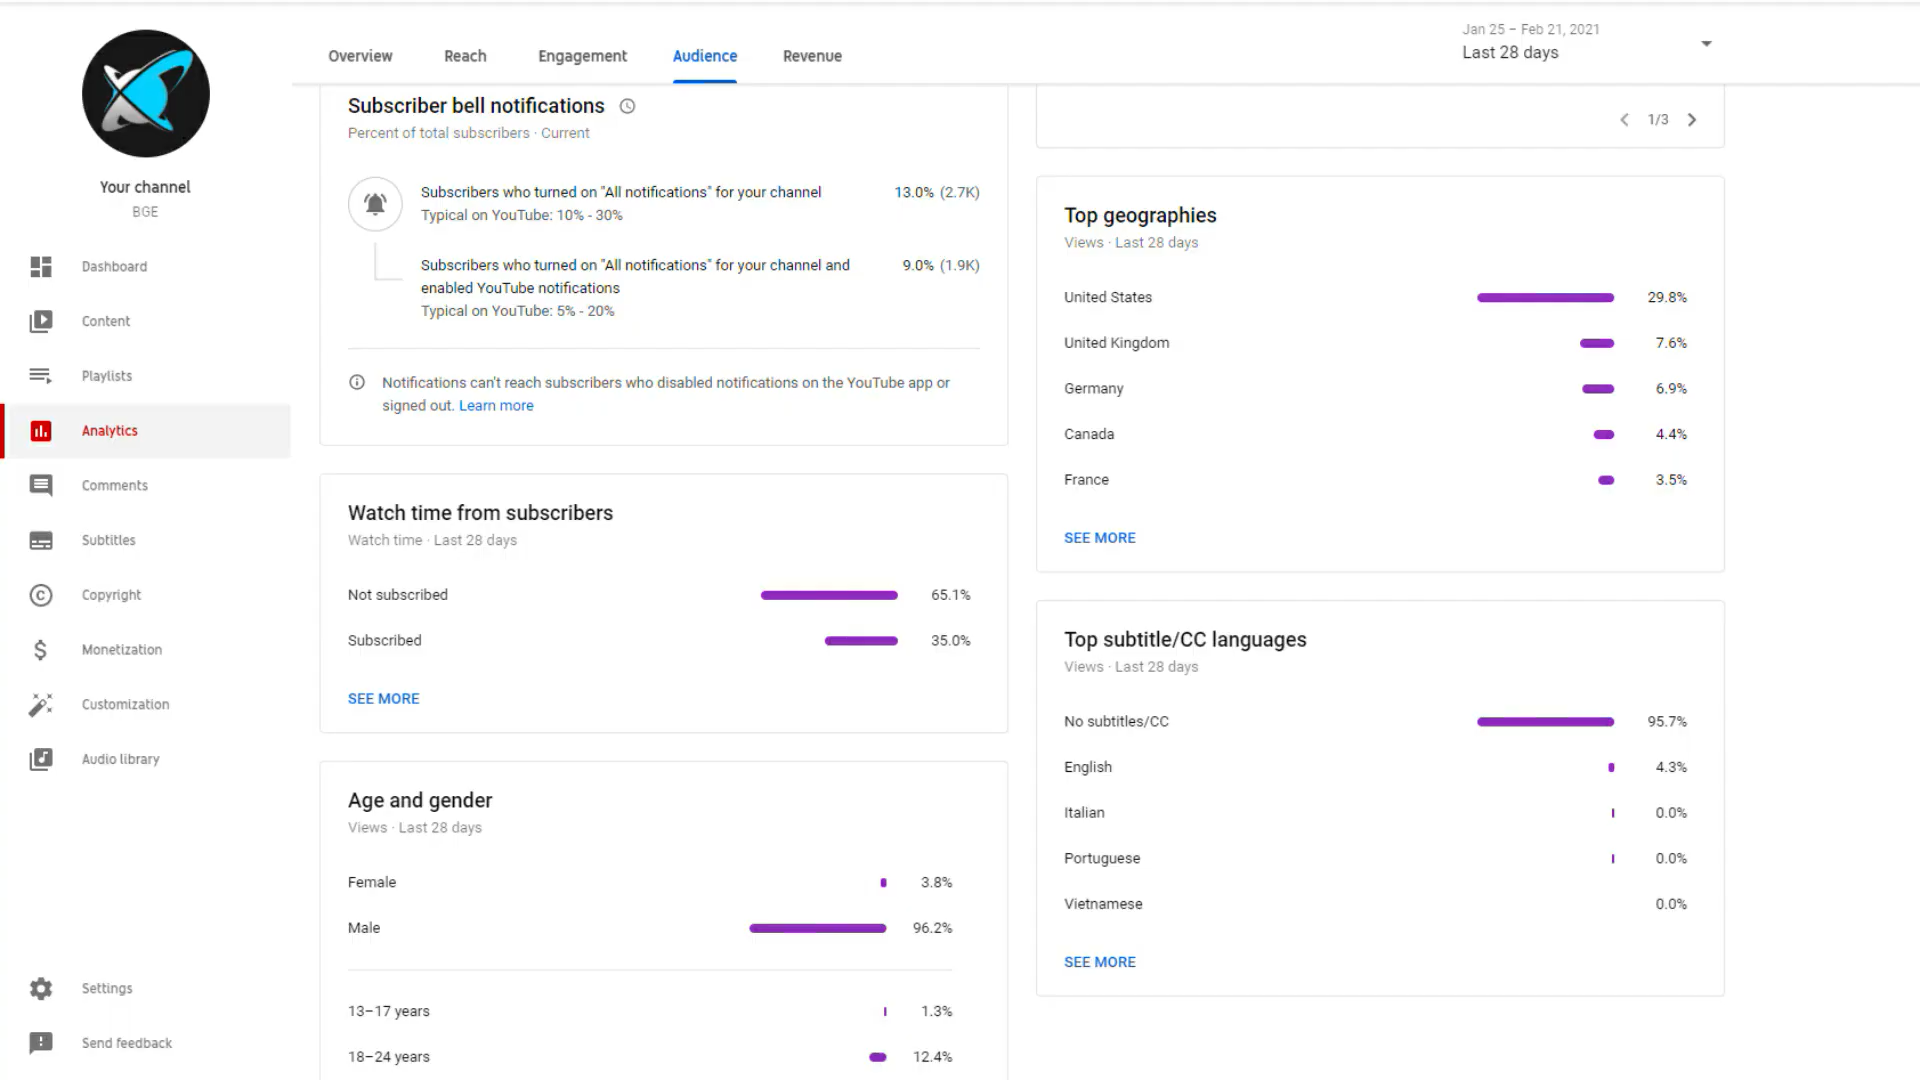 Jan 25 – Feb 21, 2021
Last 28 days
Overview
Reach
Engagement
Audience
Revenue
Your channel
BGE
Dashboard
Content
Playlists
Analytics
Comments
Subtitles
Copyright
Monetization
Customization
Audio library
Settings
Send feedback
Subscriber bell notifications
Percent of total subscribers · Current
Subscribers who turned on "All notifications" for your channel 13.0% (2.7K)
Typical on YouTube: 10% - 30%
Subscribers who turned on "All notifications" for your channel and 9.0% (1.9K)
enabled YouTube notifications
Typical on YouTube: 5% - 20%
Notifications can't reach subscribers who disabled notifications on the YouTube app or
signed out. Learn more
Watch time from subscribers
Watch time · Last 28 days
Not subscribed 65.1%
Subscribed 35.0%
SEE MORE
Age and gender
Views · Last 28 days
Female 3.8%
Male 96.2%
13–17 years 1.3%
18–24 years 12.4%
1/3
Top geographies
Views · Last 28 days
United States 29.8%
United Kingdom 7.6%
Germany 6.9%
Canada 4.4%
France 3.5%
SEE MORE
Top subtitle/CC languages
Views · Last 28 days
No subtitles/CC 95.7%
English 4.3%
Italian 0.0%
Portuguese 0.0%
Vietnamese 0.0%
SEE MORE